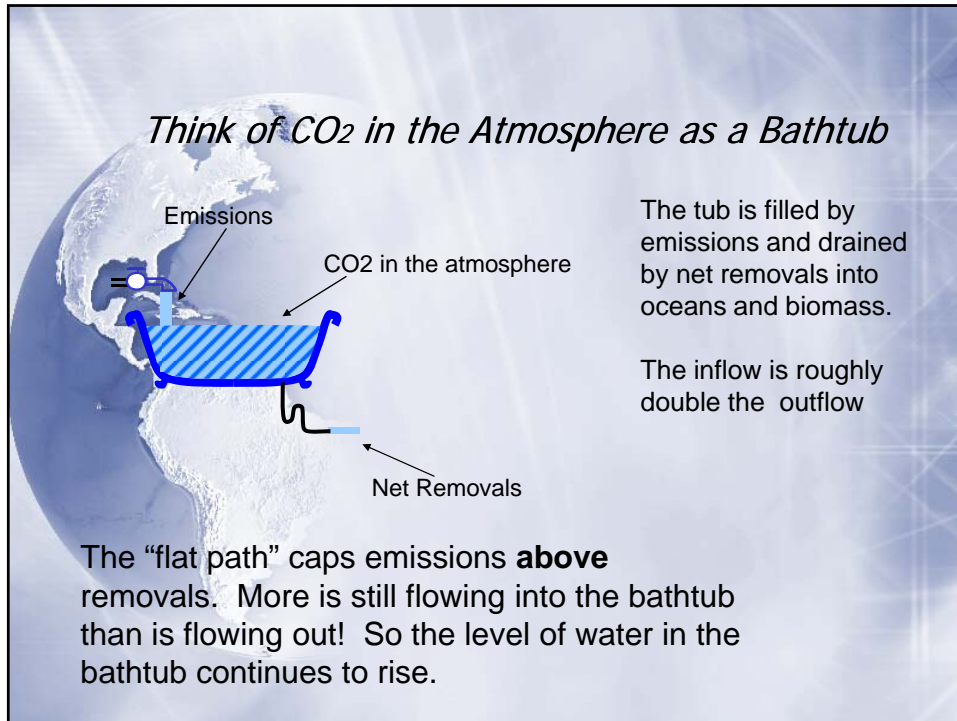 Think of CO2 in the Atmosphere as a Bathtub
Emissions
CO2 in the atmosphere
Net Removals
The tub is filled by
emissions and drained
by net removals into
oceans and biomass.
The inflow is roughly
double the  outflow
The “flat path” caps emissions above
removals.  More is still flowing into the bathtub
than is flowing out!  So the level of water in the
bathtub continues to rise.